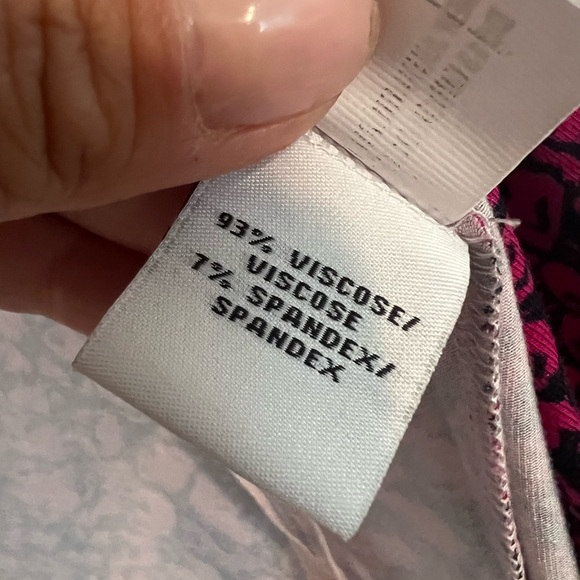 93% VISCOSE/
VISCOSE
7% SPANDEX/
SPANDEX